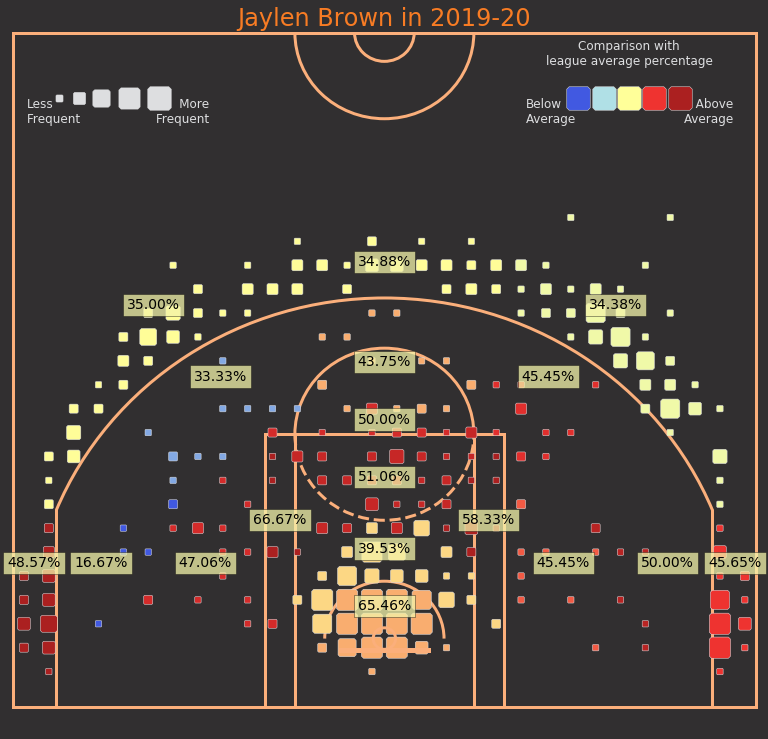 Jaylen Brown in 2019-20
Comparison with
league average percentage
Less
Frequent
More
Frequent
Below
Average
Above
Average
34.88%
35.00%
34.38%
43.75%
33.33%
45.45%
50.00%
51.06%
66.67%
58.33%
39.53%
48.57%
16.67%
47.06%
45.45%
50.00%
45.65%
65.46%